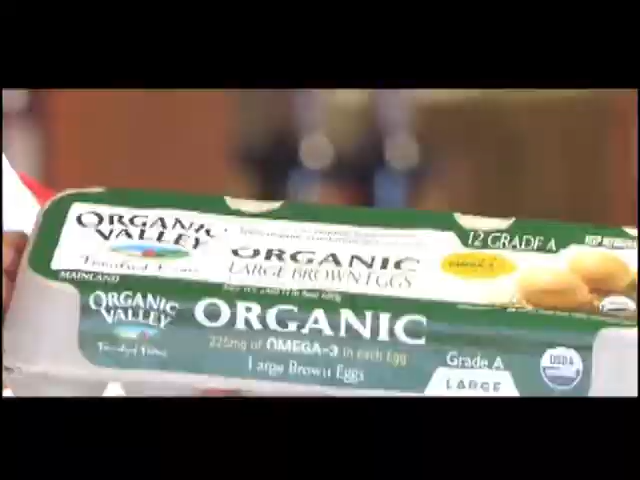 ORGANIC
VALLEY
12 GRADE A
ORGANIC
LARGE BROWN EGGS
MAINLAND
ORGANIC
VALLEY
ORGANIC
225mg of OMEGA-3 in each Egg
Large Brown Eggs
Grade A
LARGE
USDA